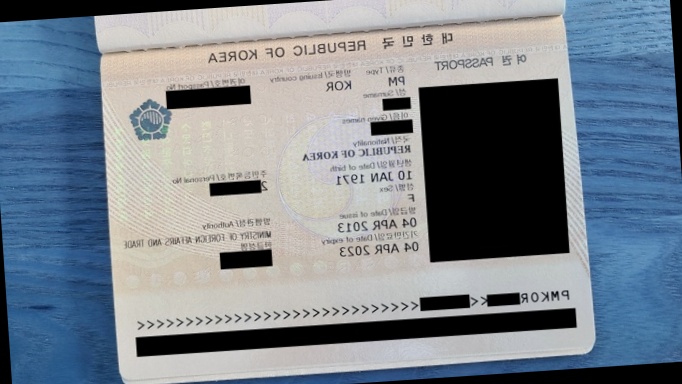 대한민국 REPUBLIC OF KOREA
여권 PASSPORT
종류/Type 발행국/Issuing country 여권번호/Passport No
PM KOR
성/Surname
이름/Given names
국적/Nationality
REPUBLIC OF KOREA
생년월일/Date of birth 주민등록번호/Personal No
10 JAN 1971 2
성별/Sex
F
발급일/Date of issue 발행관청/Authority
04 APR 2013 MINISTRY OF FOREIGN AFFAIRS AND TRADE
기간만료일/Date of expiry 한글성명
04 APR 2023
PMKOR <<<<<<<<<<<<<<<<<<<<<<<<<<